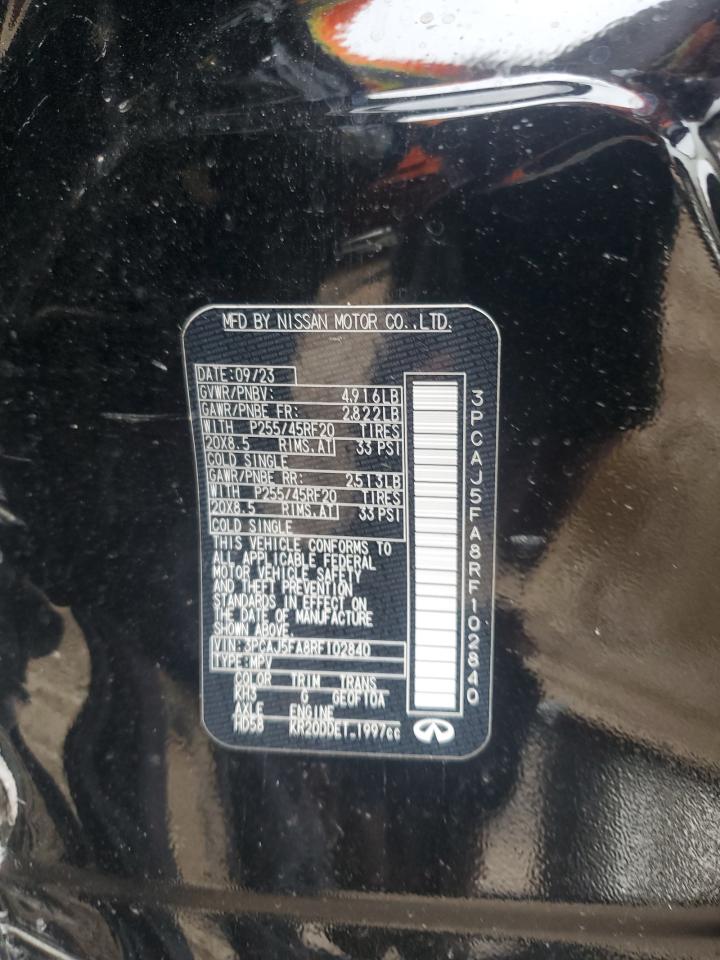 MFD BY NISSAN MOTOR CO.,LTD.
DATE:09/23
GVWR/PNBV: 4,916LB
GAWR/PNBE FR: 2,822LB
WITH P255/45RF20 TIRES
20X8.5 RIMS,AT 33 PSI
COLD SINGLE
GAWR/PNBE RR: 2,513LB
WITH P255/45RF20 TIRES
20X8.5 RIMS,AT 33 PSI
COLD SINGLE
THIS VEHICLE CONFORMS TO
ALL APPLICABLE FEDERAL
MOTOR VEHICLE SAFETY
AND THEFT PREVENTION
STANDARDS IN EFFECT ON
THE DATE OF MANUFACTURE
SHOWN ABOVE.
VIN: 3PCAJ5FA8RF102840
TYPE:MPV
COLOR TRIM TRANS
KH3 G GE0F10A
AXLE ENGINE
HD58 KR20DDET 1997cc
3PCAJ5FA8RF102840